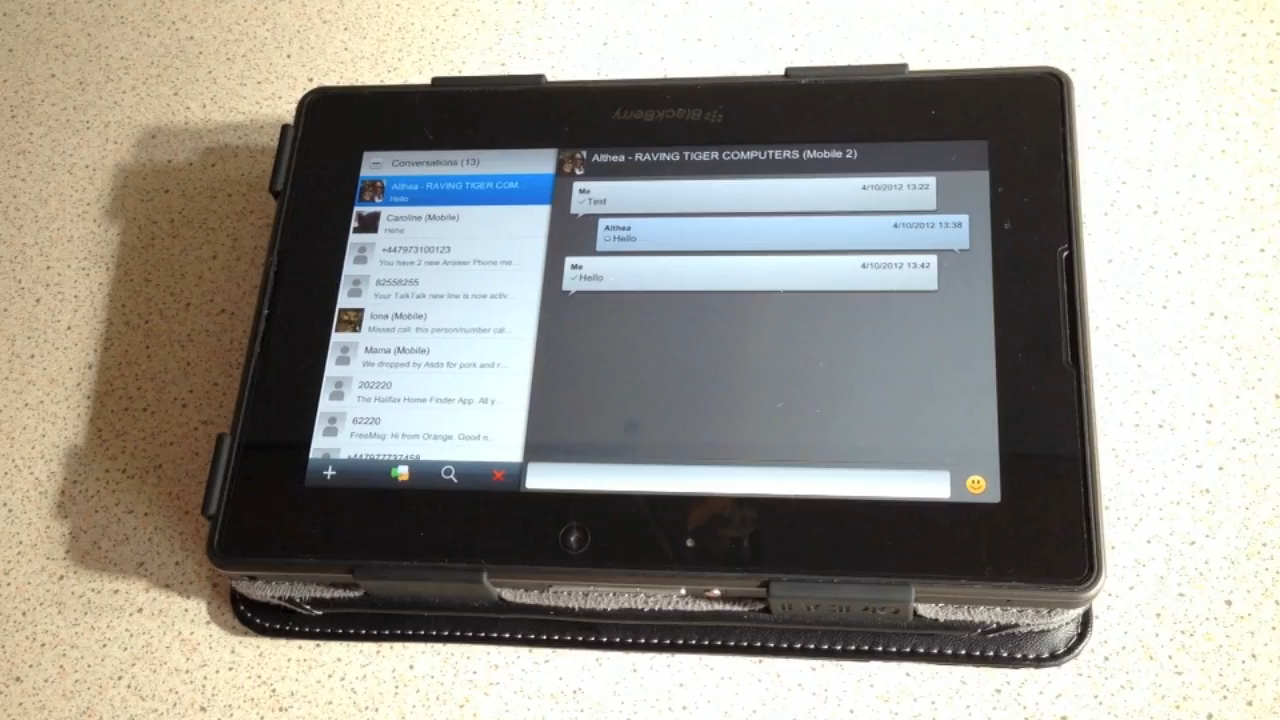 BlackBerry
Conversations (13)
Althea - RAVING TIGER COM...
Hello
Caroline (Mobile)
Hehe
+447973100123
You have 2 new Answer Phone me...
82558255
Your TalkTalk new line is now activ...
Iona (Mobile)
Missed call: this person/number cal...
Mama (Mobile)
We dropped by Asda for pork and r...
202220
The Halifax Home Finder App. All y...
62220
FreeMsg: Hi from Orange. Good n...
+447977737458
Althea - RAVING TIGER COMPUTERS (Mobile 2)
Me 4/10/2012 13:22
Test
Althea 4/10/2012 13:38
Hello
Me 4/10/2012 13:42
Hello